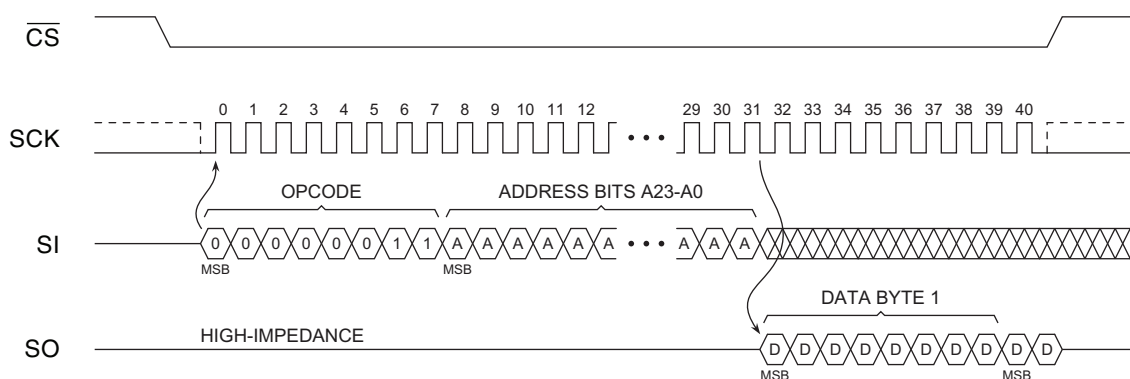 CS
0 1 2 3 4 5 6 7 8 9 10 11 12 29 30 31 32 33 34 35 36 37 38 39 40
SCK
OPCODE ADDRESS BITS A23-A0
SI 0 0 0 0 0 0 1 1 A A A A A A A A A
MSB MSB
DATA BYTE 1
HIGH-IMPEDANCE
SO D D D D D D D D D D
MSB MSB